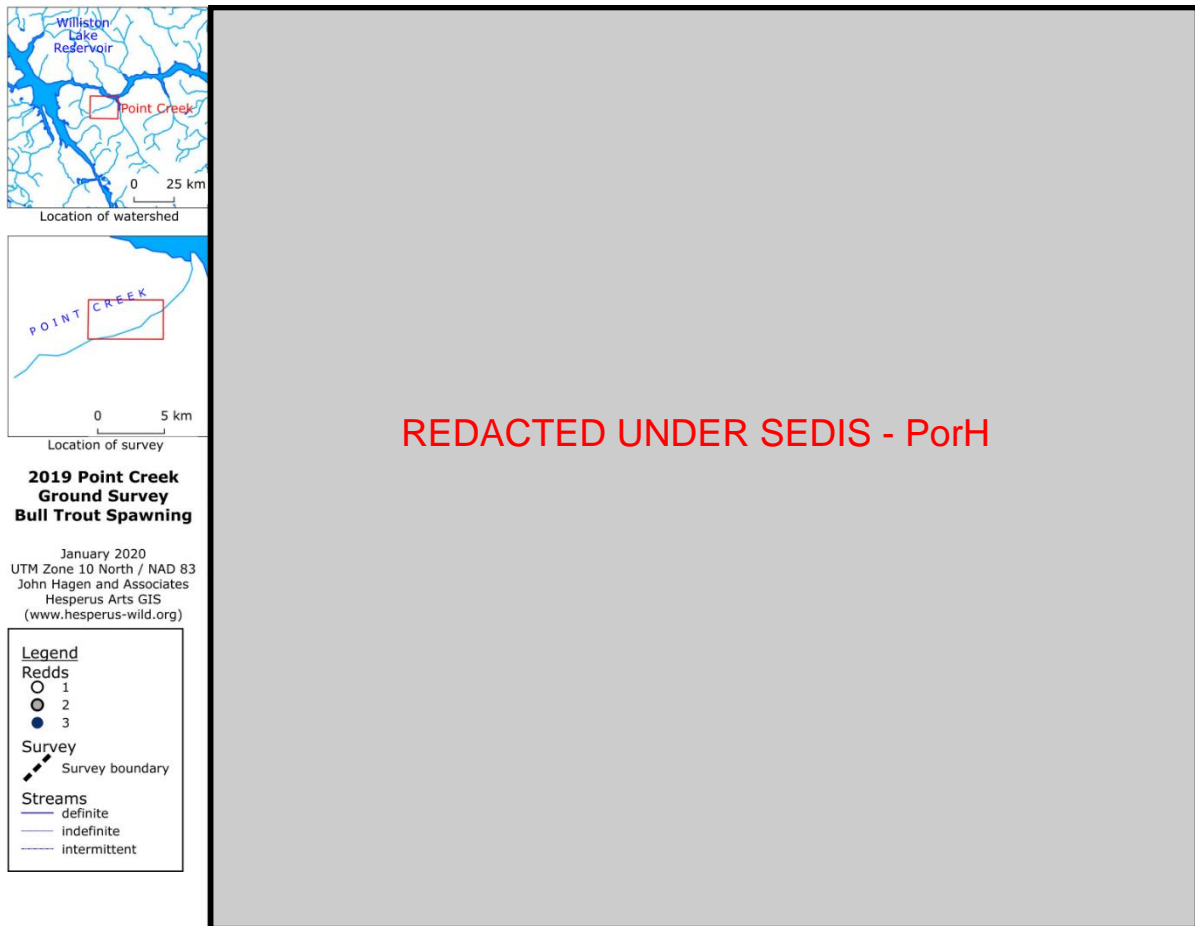 Williston
Lake
Reservoir
Point Creek
0 25 km
Location of watershed
POINT CREEK
0 5 km
Location of survey
2019 Point Creek
Ground Survey
Bull Trout Spawning
January 2020
UTM Zone 10 North / NAD 83
John Hagen and Associates
Hesperus Arts GIS
(www.hesperus-wild.org)
Legend
Redds
1
2
3
Survey
Survey boundary
Streams
definite
indefinite
intermittent
REDACTED UNDER SEDIS - PorH